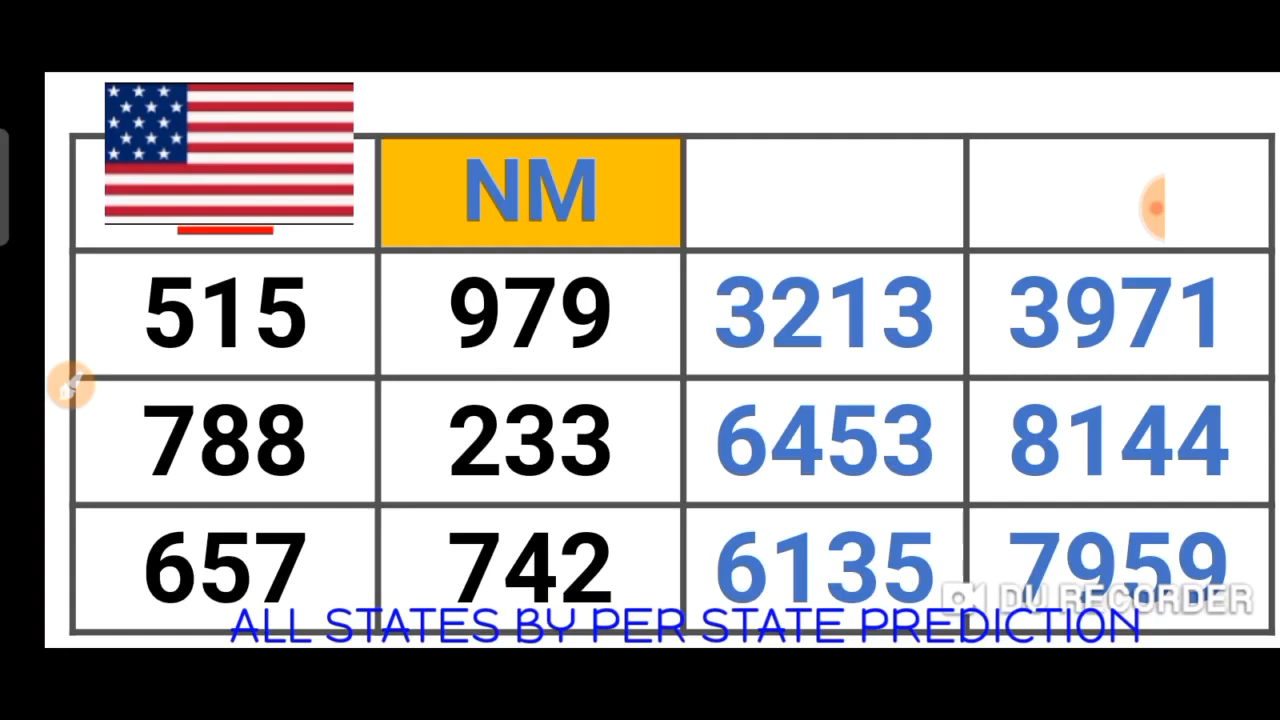 NM
515 979 3213 3971
788 233 6453 8144
657 742 6135 7959
DU RECORDER
ALL STATES BY PER STATE PREDICTION